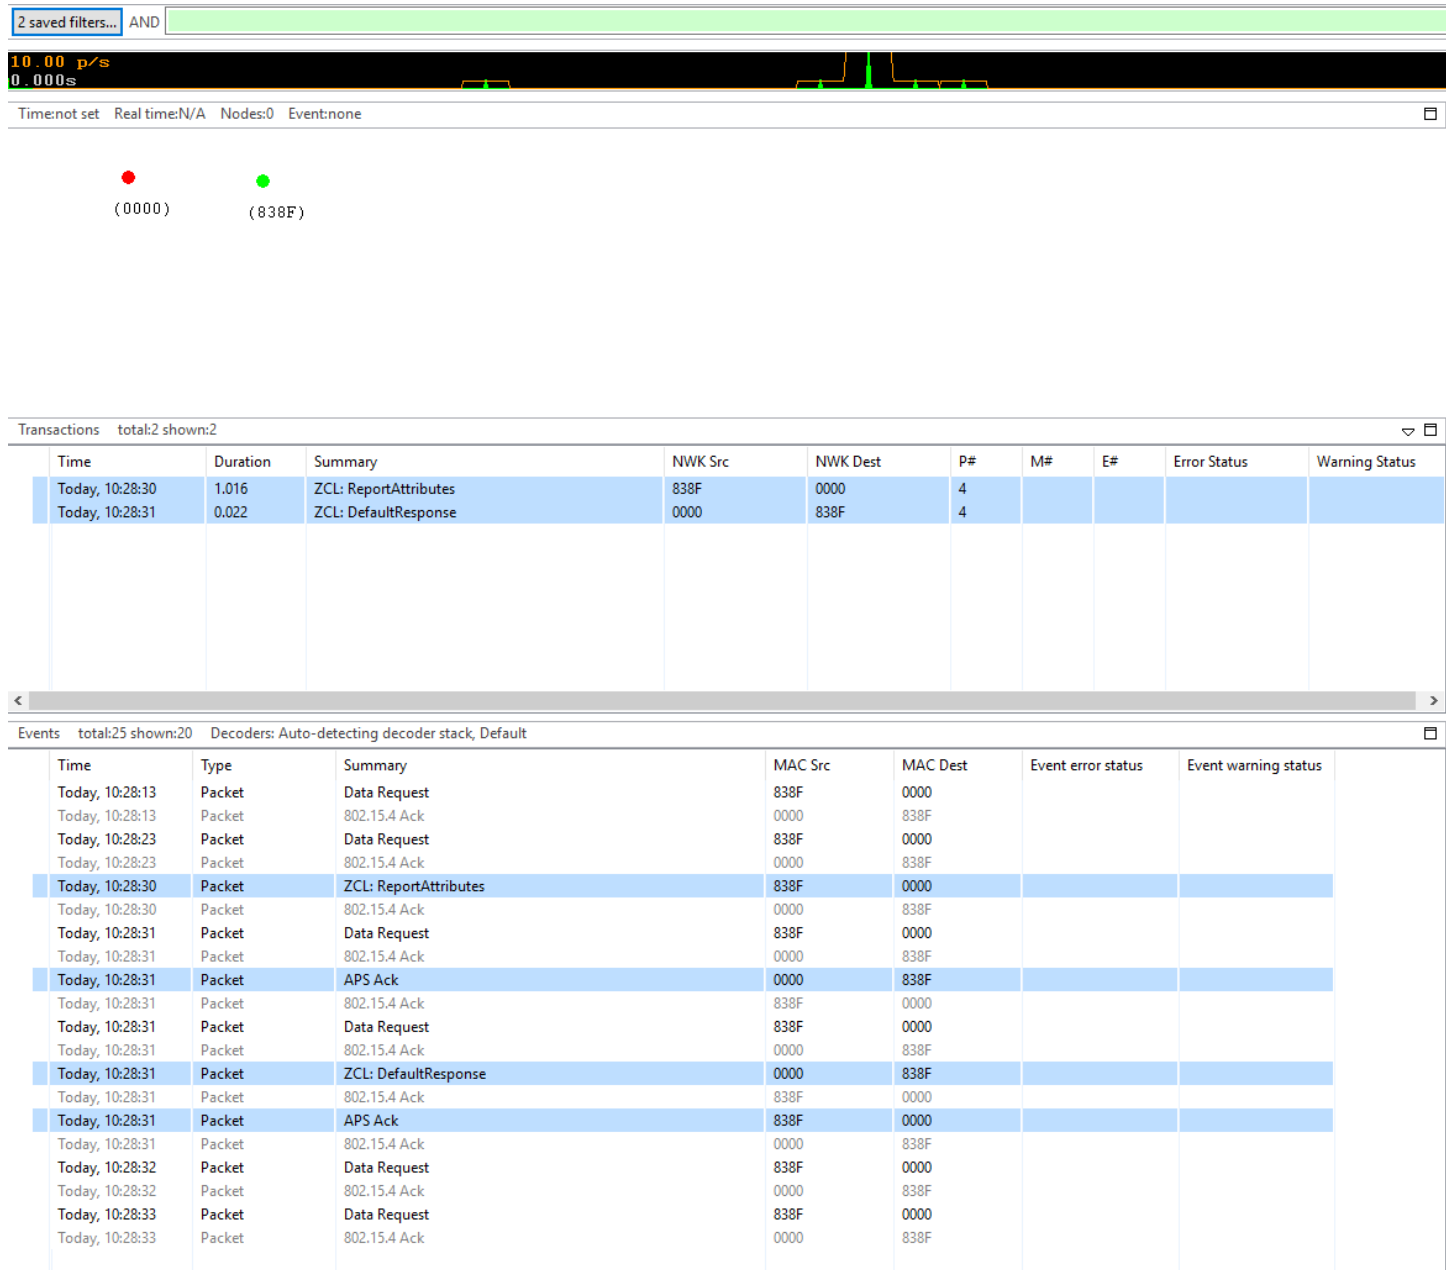 2 saved filters... AND
10.00 p/s
0.000s
Time:not set Real time:N/A Nodes:0 Event:none
(0000) (838F)
Transactions total:2 shown:2
Time Duration Summary NWK Src NWK Dest P# M# E# Error Status Warning Status
Today, 10:28:30 1.016 ZCL: ReportAttributes 838F 0000 4
Today, 10:28:31 0.022 ZCL: DefaultResponse 0000 838F 4
Events total:25 shown:20 Decoders: Auto-detecting decoder stack, Default
Time Type Summary MAC Src MAC Dest Event error status Event warning status
Today, 10:28:13 Packet Data Request 838F 0000
Today, 10:28:13 Packet 802.15.4 Ack 0000 838F
Today, 10:28:23 Packet Data Request 838F 0000
Today, 10:28:23 Packet 802.15.4 Ack 0000 838F
Today, 10:28:30 Packet ZCL: ReportAttributes 838F 0000
Today, 10:28:30 Packet 802.15.4 Ack 0000 838F
Today, 10:28:31 Packet Data Request 838F 0000
Today, 10:28:31 Packet 802.15.4 Ack 0000 838F
Today, 10:28:31 Packet APS Ack 0000 838F
Today, 10:28:31 Packet 802.15.4 Ack 838F 0000
Today, 10:28:31 Packet Data Request 838F 0000
Today, 10:28:31 Packet 802.15.4 Ack 0000 838F
Today, 10:28:31 Packet ZCL: DefaultResponse 0000 838F
Today, 10:28:31 Packet 802.15.4 Ack 838F 0000
Today, 10:28:31 Packet APS Ack 838F 0000
Today, 10:28:31 Packet 802.15.4 Ack 0000 838F
Today, 10:28:32 Packet Data Request 838F 0000
Today, 10:28:32 Packet 802.15.4 Ack 0000 838F
Today, 10:28:33 Packet Data Request 838F 0000
Today, 10:28:33 Packet 802.15.4 Ack 0000 838F